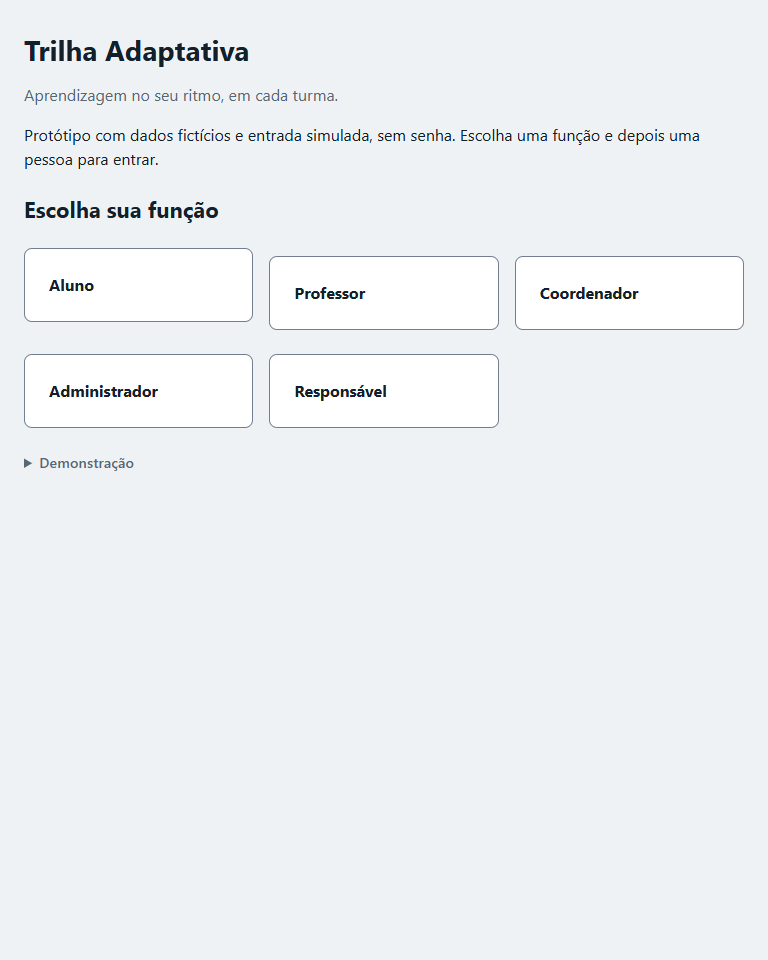 Trilha Adaptativa
Aprendizagem no seu ritmo, em cada turma.
Protótipo com dados fictícios e entrada simulada, sem senha. Escolha uma função e depois uma
pessoa para entrar.
Escolha sua função
Aluno
Professor
Coordenador
Administrador
Responsável
Demonstração